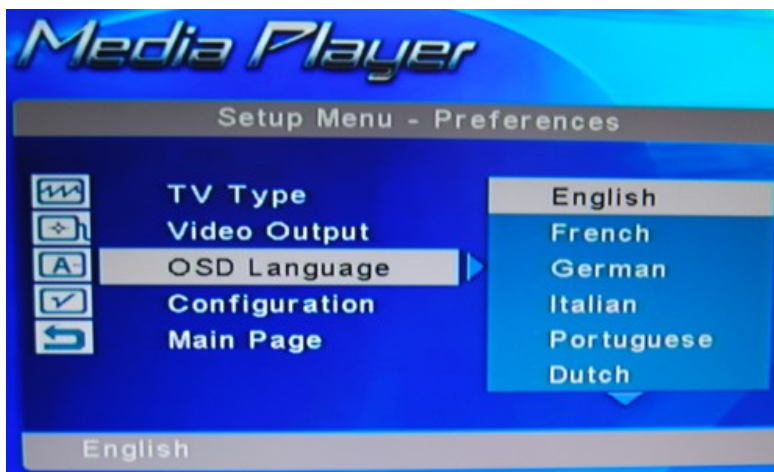 Media Player
Setup Menu - Preferences
TV Type
Video Output
OSD Language
Configuration
Main Page
English
French
German
Italian
Portuguese
Dutch
English